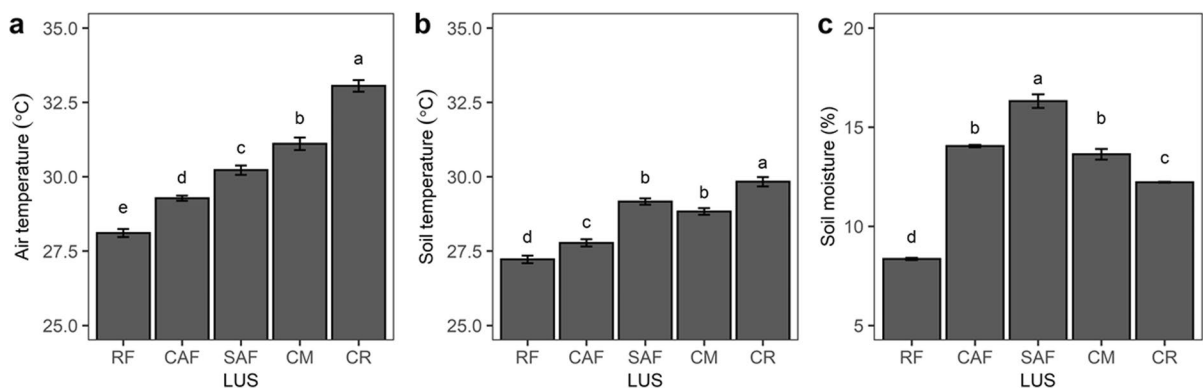 a
Air temperature (°C)
35.0
32.5
30.0
27.5
25.0
e
d
c
b
a
RF CAF SAF CM CR
LUS
b
Soil temperature (°C)
35.0
32.5
30.0
27.5
25.0
d
c
b
b
a
RF CAF SAF CM CR
LUS
c
Soil moisture (%)
20
15
10
5
d
b
a
b
c
RF CAF SAF CM CR
LUS